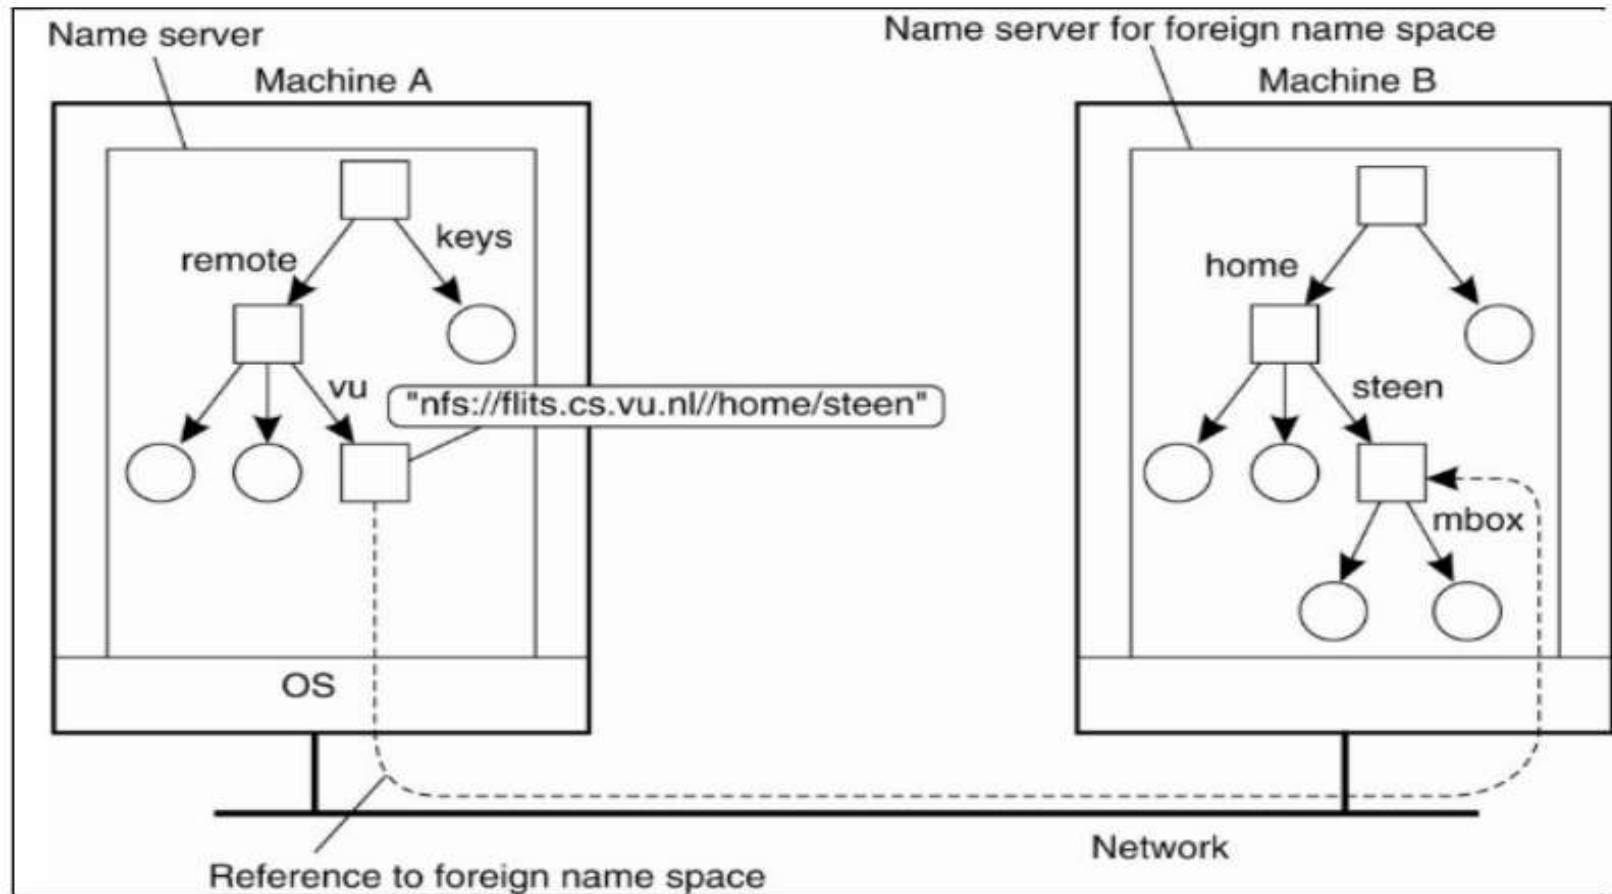 Name server
Name server for foreign name space
Machine A
Machine B
remote
keys
home
vu
"nfs://flits.cs.vu.nl//home/steen"
steen
mbox
OS
Network
Reference to foreign name space